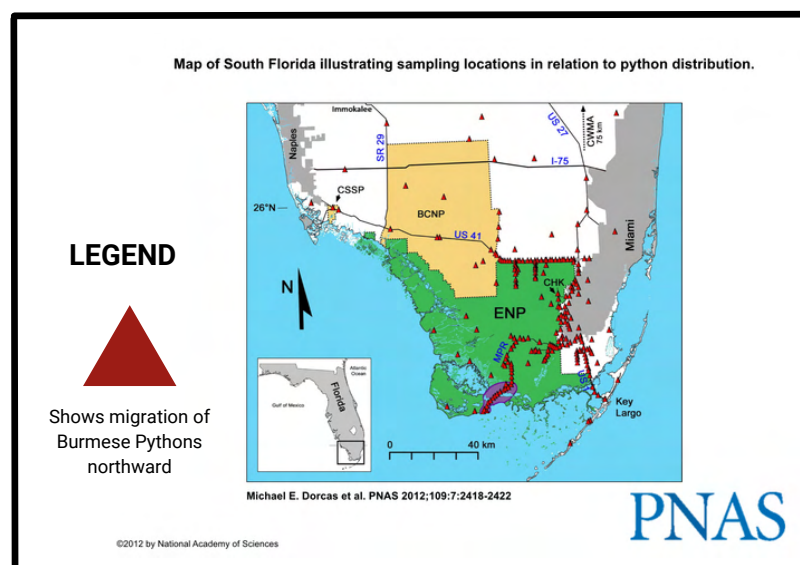 Map of South Florida illustrating sampling locations in relation to python distribution.
Immokalee
Naples
SR 29
US 27
CWMA
75 km
I-75
CSSP
26°N
BCNP
US 41
Miami
LEGEND
N
CHK
ENP
MPR
US 1
Shows migration of
Burmese Pythons
northward
Atlantic
Ocean
Florida
Gulf of Mexico
Key
Largo
0
40 km
Michael E. Dorcas et al. PNAS 2012;109:7:2418-2422
PNAS
©2012 by National Academy of Sciences